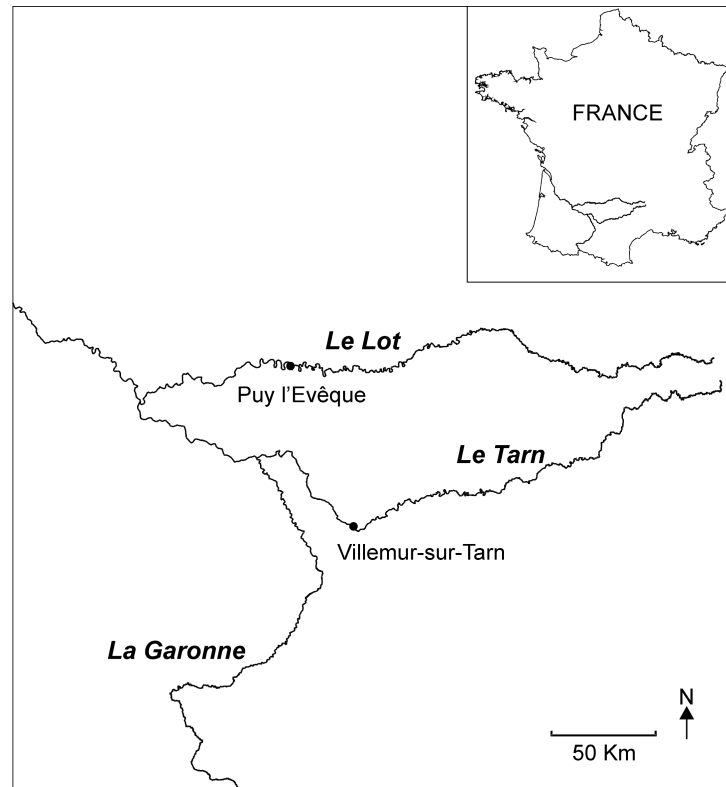 FRANCE
Le Lot
Puy l'Evêque
Le Tarn
Villemur-sur-Tarn
La Garonne
N
50 Km